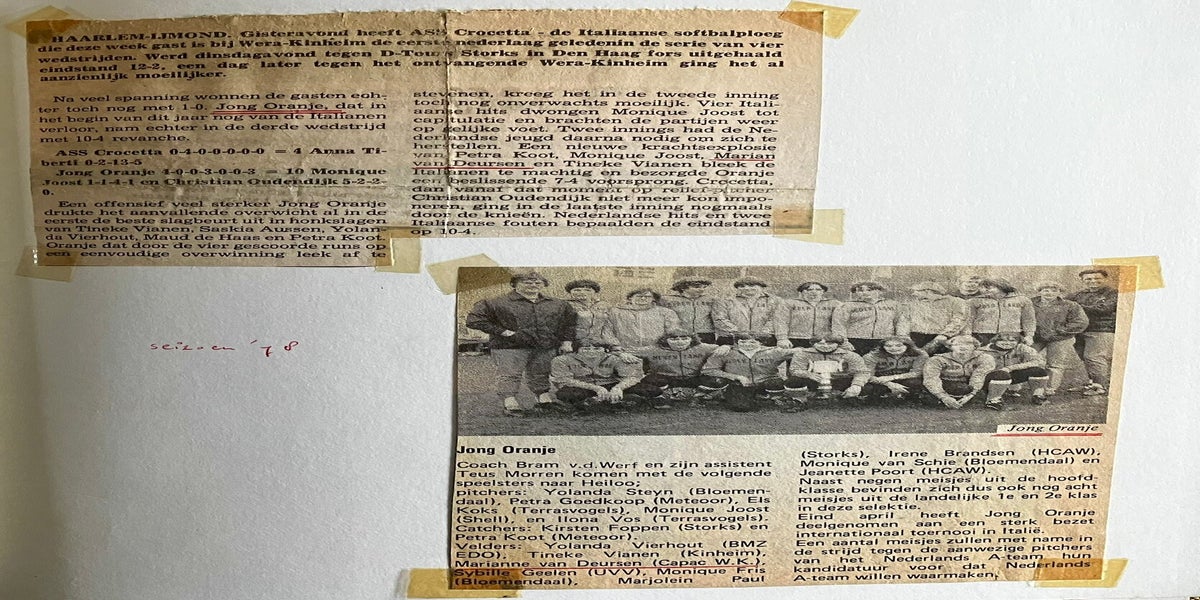 HAARLEM-IJMOND. Gisteravond heeft ASS Crocetta, de Italiaanse softbalploeg
die deze week gast is bij Wera-Kinheim de eerste nederlaag geledenin de serie van vier
wedstrijden. Werd dinsdagavond tegen D-Tours Storks in Den Haag fors uitgehaald
eindstand 12-2, een dag later tegen het ontvangende Wera-Kinheim ging het al
aanzienlijk moeilijker.
Na veel spanning wonnen de gasten ech-
ter toch nog met 1-0. Jong Oranje, dat in
het begin van dit jaar nog van de Italianen
verloor, nam echter in de derde wedstrijd
met 10-4 revanche.
ASS Crocetta 0-4-0-0-0-0-0 = 4 Anna Ti-
berti 0-2-13-5
Jong Oranje 4-0-0-3-0-0-3 = 10 Monique
Joost 1-1-4-1 en Christian Oudendijk 5-2-2-
0.
Een offensief veel sterker Jong Oranje
drukte het aanvallende overwicht al in de
eerste de beste slagbeurt uit in honkslagen
van Tineke Vianen, Saskia Aussen, Yolan-
da Vierhout, Maud de Haas en Petra Koot.
Oranje dat door de vier gescoorde runs op
een eenvoudige overwinning leek af te
stevenen, kreeg het in de tweede inning
toch nog onverwachts moeilijk. Vier Itali-
aanse hits dwongen Monique Joost tot
capitulatie en brachten de partijen weer
op gelijke voet. Twee innings had de Ne-
derlandse jeugd daarna nodig om zich te
herstellen. Een nieuwe krachtsexplosie
van Petra Koot, Monique Joost, Marian
van Deursen en Tineke Vianen bleek de
Italianen te machtig en bezorgde Oranje
een beslissende 7-4 voorsprong. Crocetta,
dan vanaf dat moment op relief-pitcher
Christian Oudendijk niet meer kon impo-
neren ging in de laatste inning nogmaals
door de knieën. Nederlandse hits en twee
Italiaanse fouten bepaalden de eindstand
op 10-4.
seizoen '78
Jong Oranje
Jong Oranje
Coach Bram v.d.Werf en zijn assistent
Teus Morren komen met de volgende
speelsters naar Heiloo;
pitchers: Yolanda Steyn (Bloemen-
daal), Petra Goedkoop (Meteoor), Els
Koks (Terrasvogels), Monique Joost
(Shell), en Ilona Vos (Terrasvogels).
Catchers: Kirsten Foppen (Storks) en
Petra Koot (Meteoor).
Velders: Yolanda Vierhout (BMZ
EDO), Tineke Vianen (Kinheim),
Marianne van Deursen (Capac W.K.),
Sybille Geelen (UVV), Monique Fris
(Bloemendaal), Marjolein Paul
(Storks), Irene Brandsen (HCAW),
Monique van Schie (Bloemendaal) en
Jeanette Poort (HCAW).
Naast negen meisjes uit de hoofd-
klasse bevinden zich dus ook nog acht
meisjes uit de landelijke 1e en 2e klas
in deze selektie.
Eind april heeft Jong Oranje
deelgenomen aan een sterk bezet
internationaal toernooi in Italië.
Een aantal meisjes zullen met name in
de strijd tegen de aanwezige pitchers
van het Nederlands A-team hun
kandidatuur voor dat Nederlands
A-team willen waarmaken.